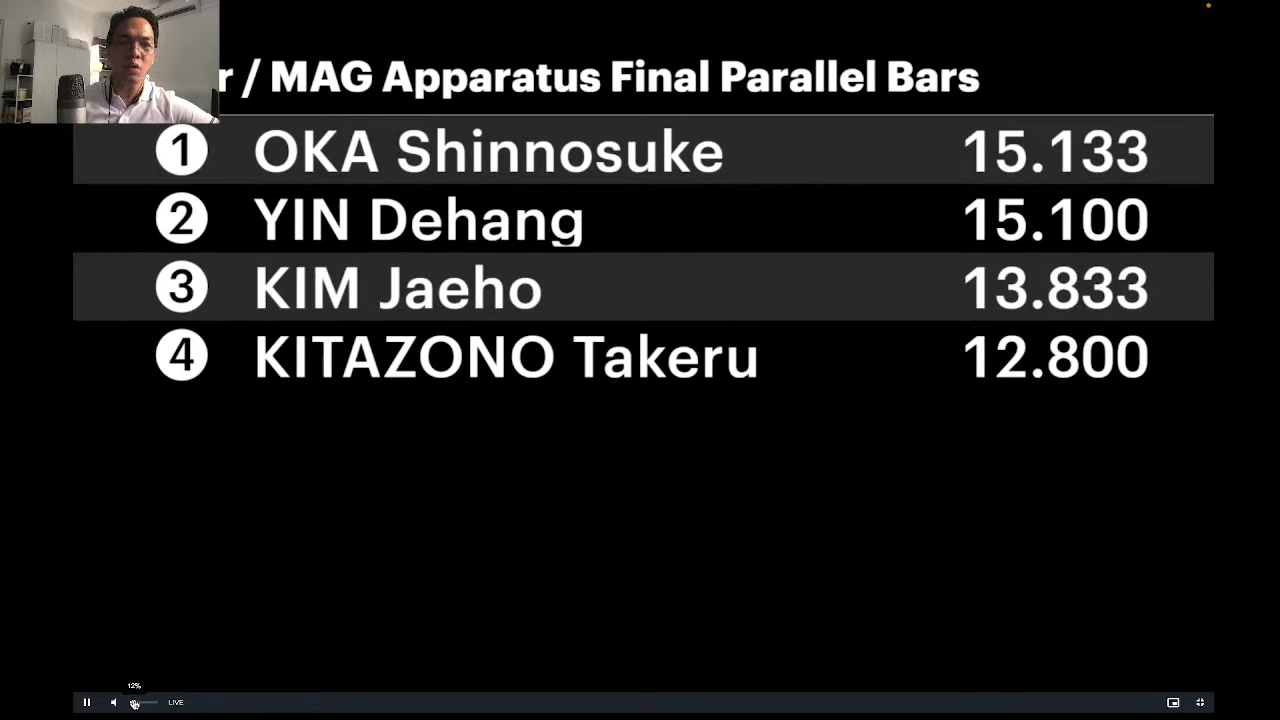 r / MAG Apparatus Final Parallel Bars
1 OKA Shinnosuke 15.133
2 YIN Dehang 15.100
3 KIM Jaeho 13.833
4 KITAZONO Takeru 12.800
12%
LIVE